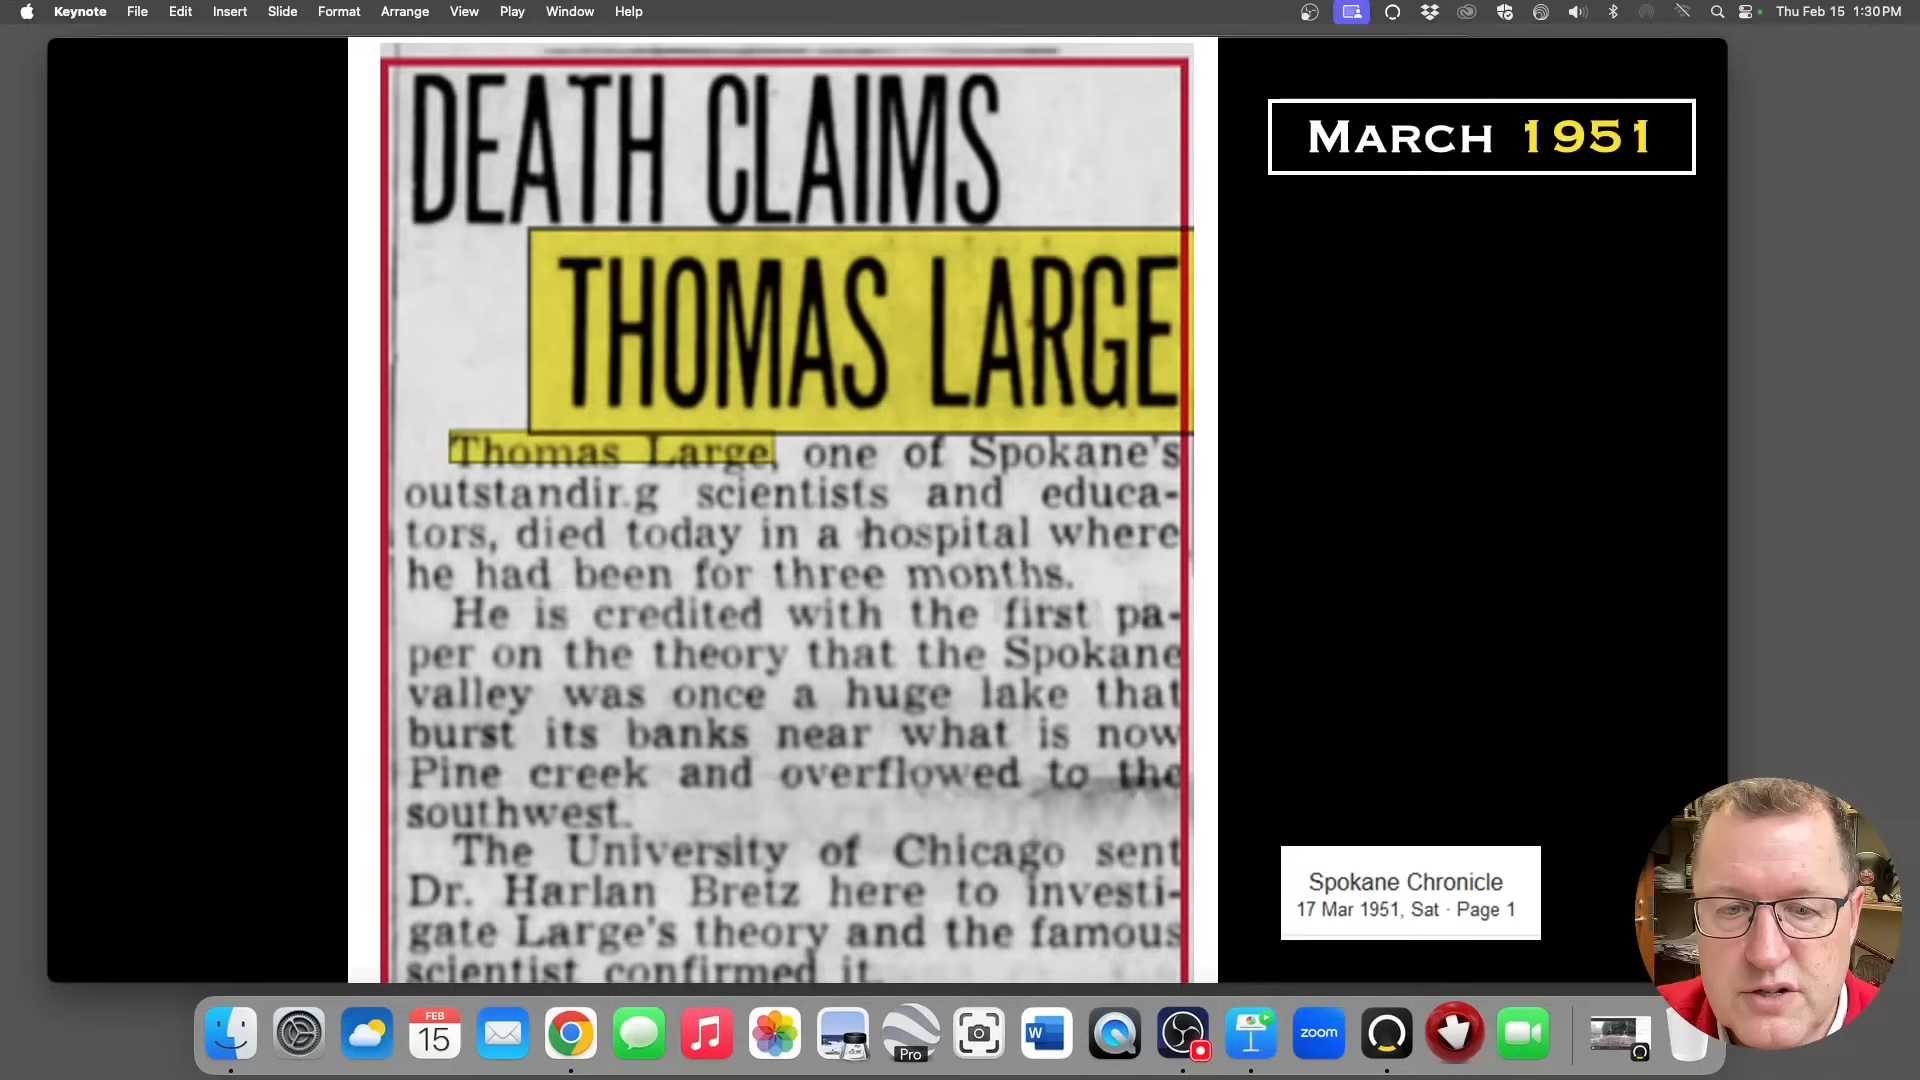 Keynote File Edit Insert Slide Format Arrange View Play Window Help Thu Feb 15 1:30 PM
DEATH CLAIMS
THOMAS LARGE
Thomas Large, one of Spokane's
outstandir.g scientists and educa-
tors, died today in a hospital where
he had been for three months.
He is credited with the first pa-
per on the theory that the Spokane
valley was once a huge lake that
burst its banks near what is now
Pine creek and overflowed to the
southwest.
The University of Chicago sent
Dr. Harlan Bretz here to investi-
gate Large's theory and the famous
scientist confirmed it.
MARCH 1951
Spokane Chronicle
17 Mar 1951, Sat · Page 1
FEB
15
Pro
W
zoom